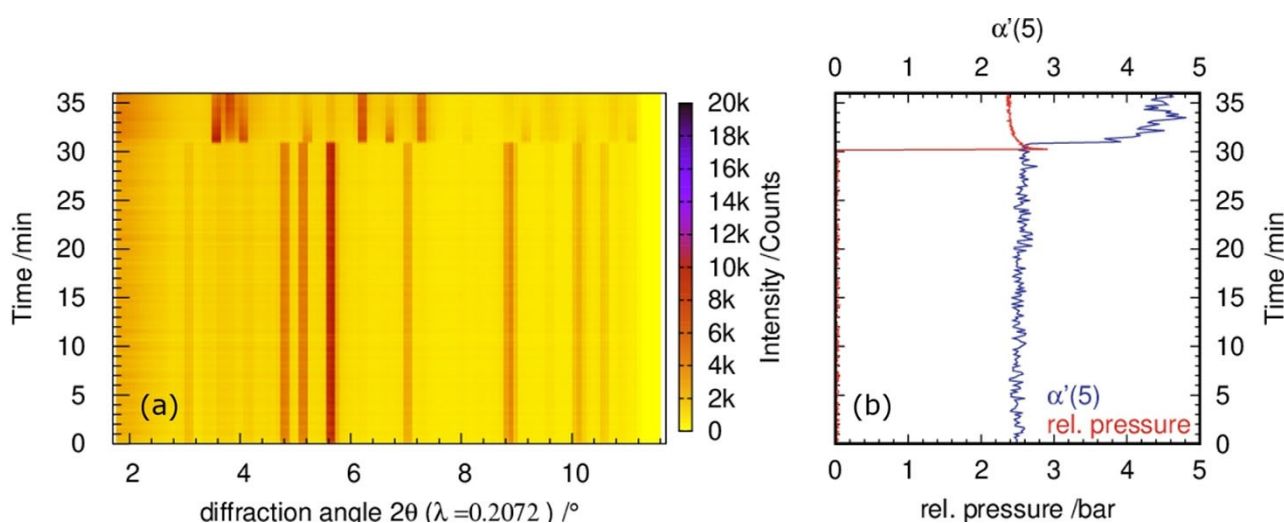 35
30
25
20
15
10
5
0
Time /min
(a)
2
4
6
8
10
diffraction angle 2θ (λ =0.2072 ) /°
20k
18k
16k
14k
12k
10k
8k
6k
4k
2k
0
Intensity /Counts
α'(5)
0 1 2 3 4 5
35
30
25
20
15
10
5
0
Time /min
(b)
α'(5)
rel. pressure
0 1 2 3 4 5
rel. pressure /bar